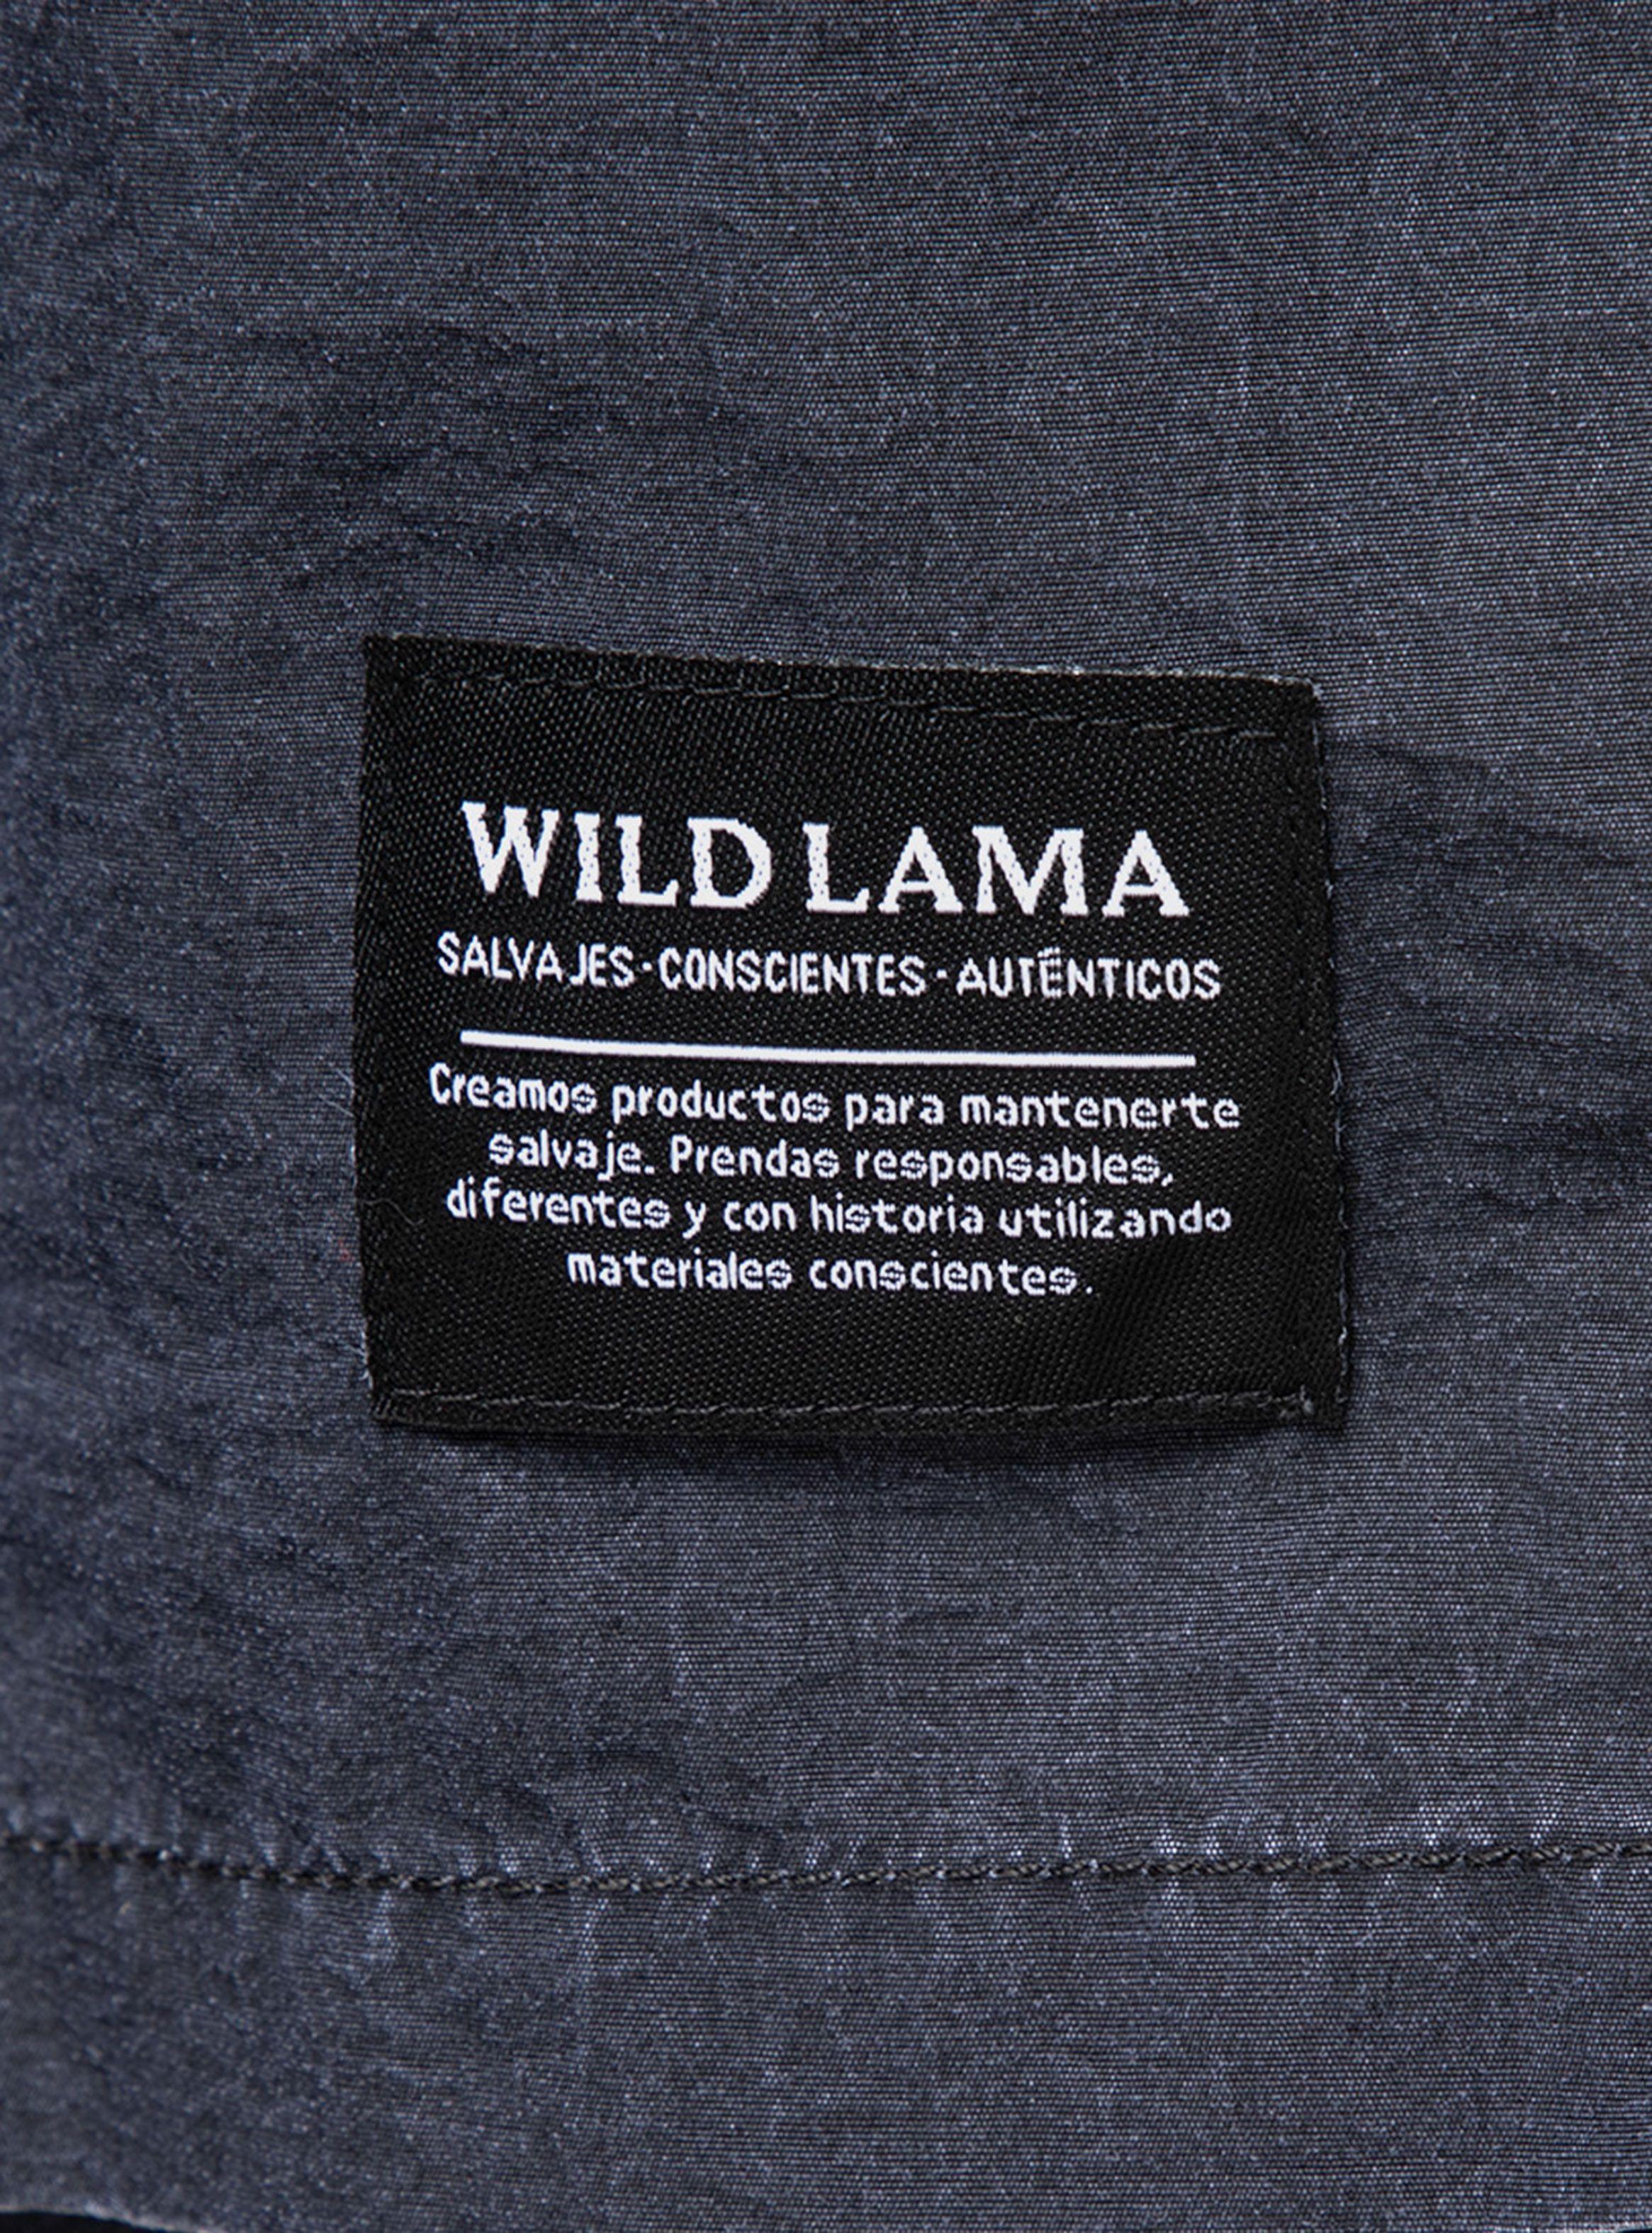 WILD LAMA
SALVAJES·CONSCIENTES·AUTÉNTICOS
Creamos productos para mantenerte
salvaje. Prendas responsables,
diferentes y con historia utilizando
materiales conscientes.